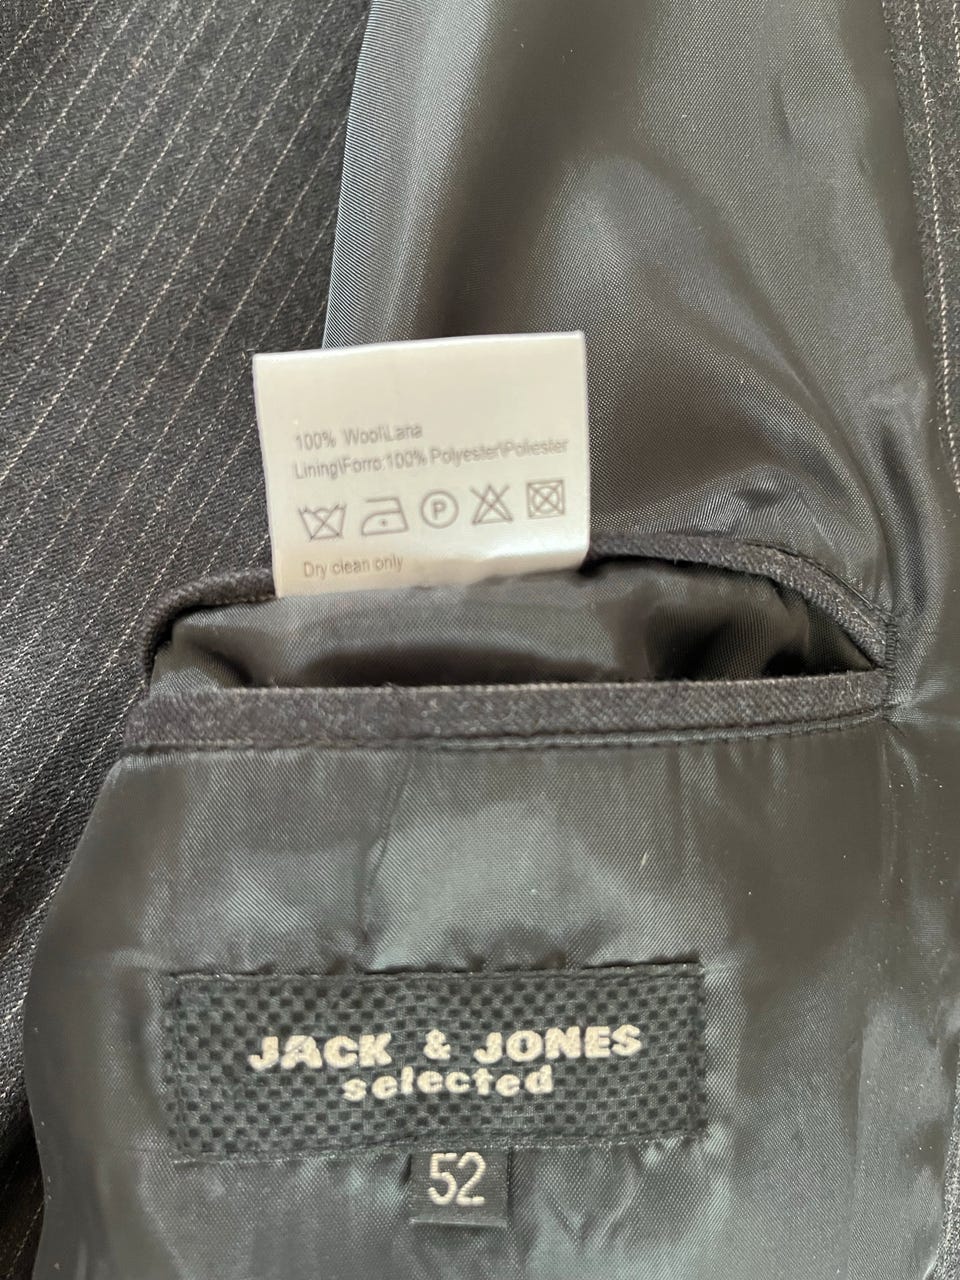 100% Wool\Lana
Lining\Forro:100% Polyester\Poliester
P
Dry clean only
JACK & JONES
selected
52